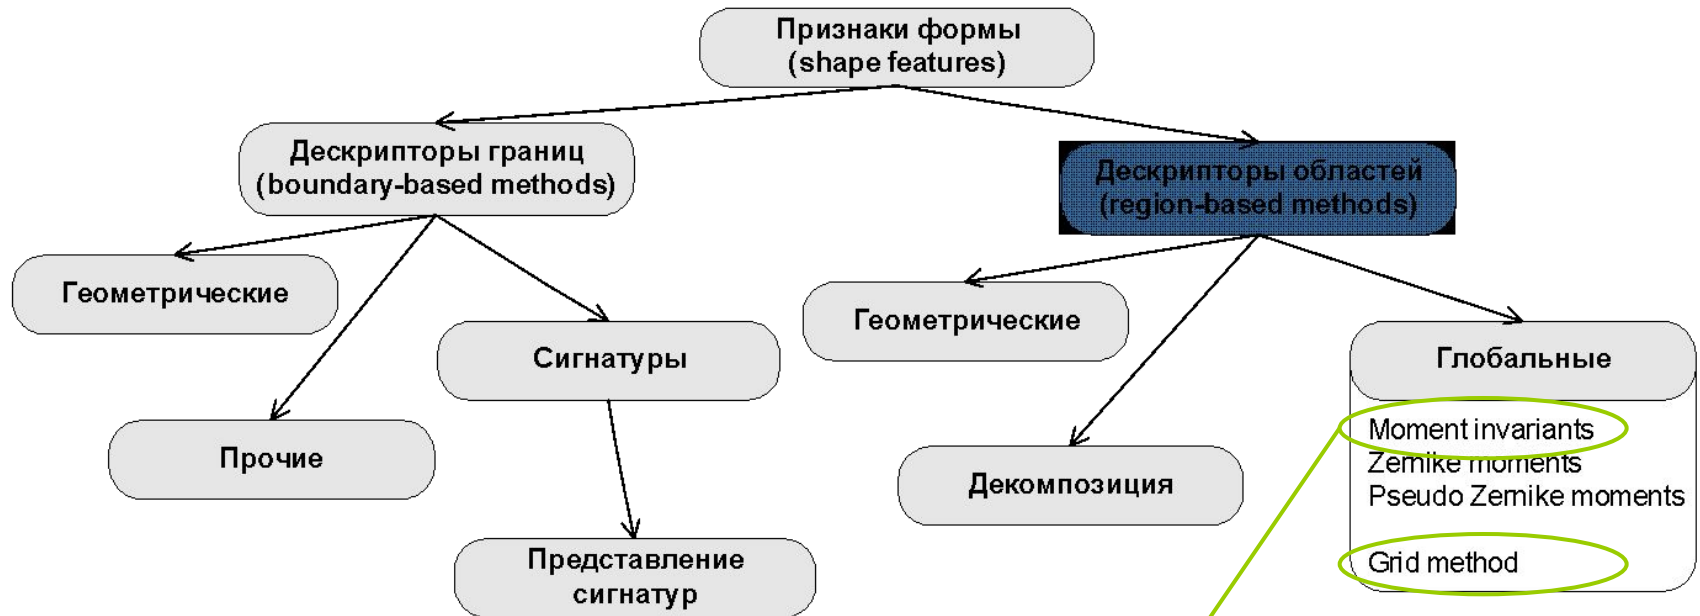 Признаки формы
(shape features)
Дескрипторы границ
(boundary-based methods)
Дескрипторы областей
(region-based methods)
Геометрические
Геометрические
Сигнатуры
Глобальные
Прочие
Moment invariants
Zernike moments
Pseudo Zernike moments
Декомпозиция
Grid method
Представление
сигнатур